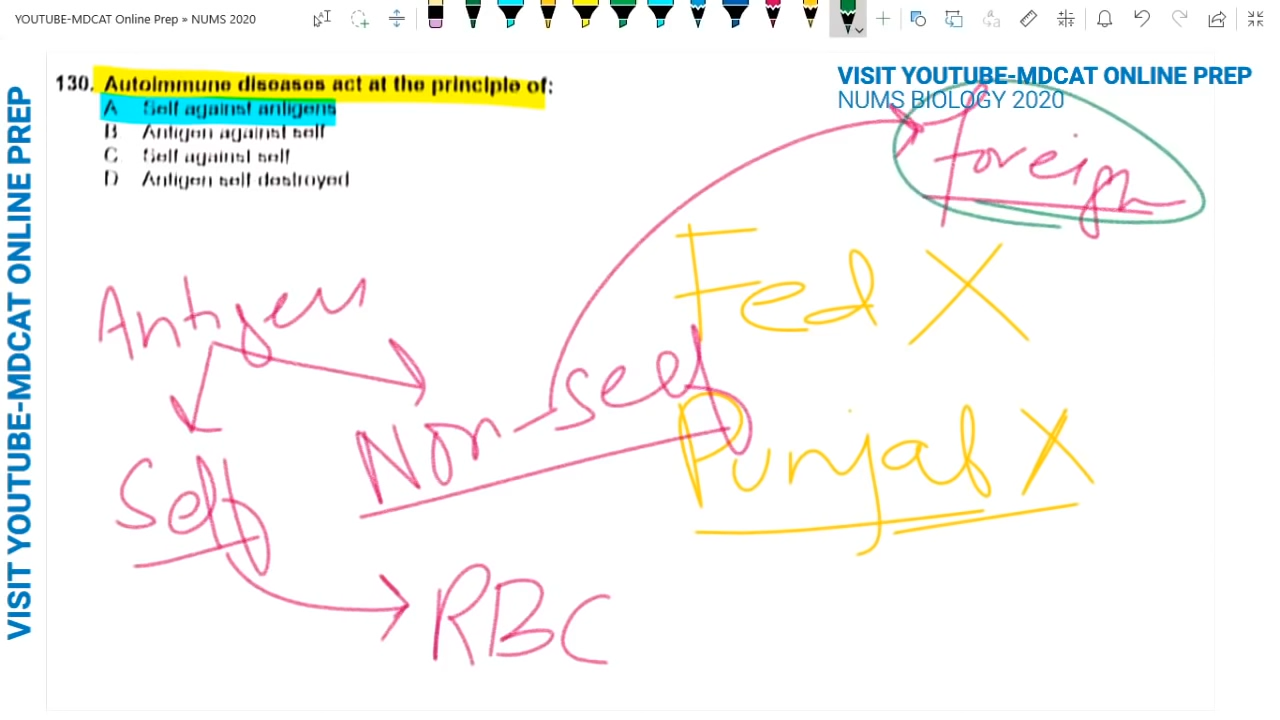 YOUTUBE-MDCAT Online Prep » NUMS 2020
VISIT YOUTUBE-MDCAT ONLINE PREP
NUMS BIOLOGY 2020
130. Autoimmune diseases act at the principle of:
A Self against antigens
B Antigen against self
C Self against self
D Antigen self destroyed
foreign
Fed X
Antigen
Non-self
Punjab X
Self
RBC
VISIT YOUTUBE-MDCAT ONLINE PREP